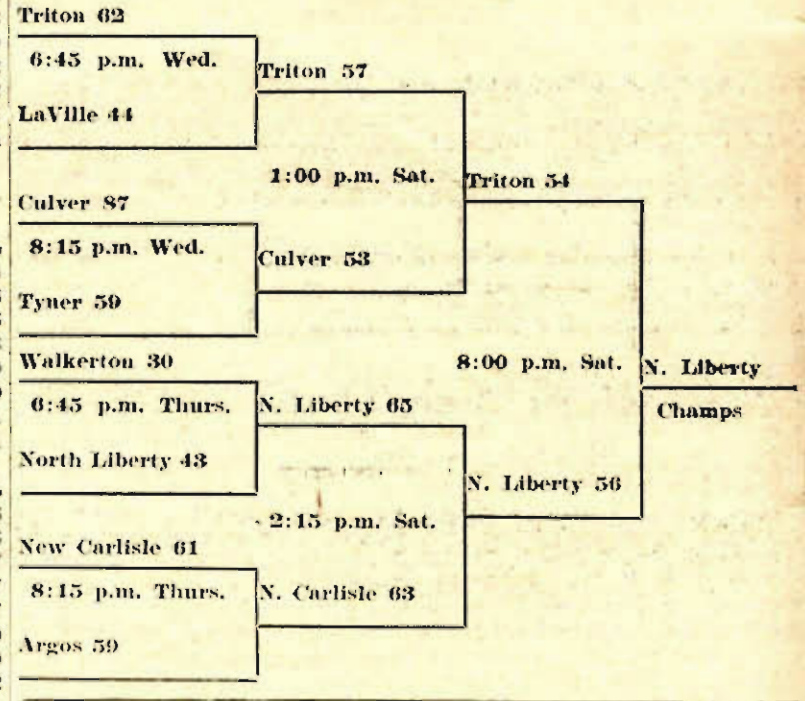 Triton 62
6:45 p.m. Wed.
LaVille 44
Triton 57
1:00 p.m. Sat.
Culver 87
8:15 p.m. Wed.
Tyner 59
Culver 53
Triton 54
8:00 p.m. Sat.
Walkerton 30
6:45 p.m. Thurs.
North Liberty 43
N. Liberty 65
2:15 p.m. Sat.
New Carlisle 61
8:15 p.m. Thurs.
Argos 59
N. Carlisle 63
N. Liberty 56
N. Liberty
Champs